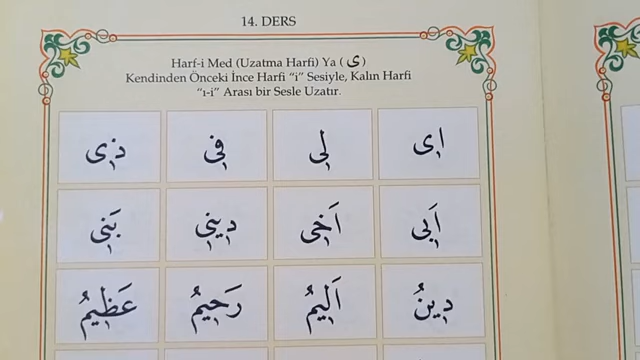 14. DERS
Harf-i Med (Uzatma Harfi) Ya ( ى )
Kendinden Önceki İnce Harfi “i” Sesiyle, Kalın Harfi
“ı-i” Arası bir Sesle Uzatır.
اٖى لٖى فٖى ذٖى
اَبٖى اَخٖى دٖينٖى بَنٖى
دٖينُ اَلٖيمُ رَحٖيمُ عَظٖيمُ